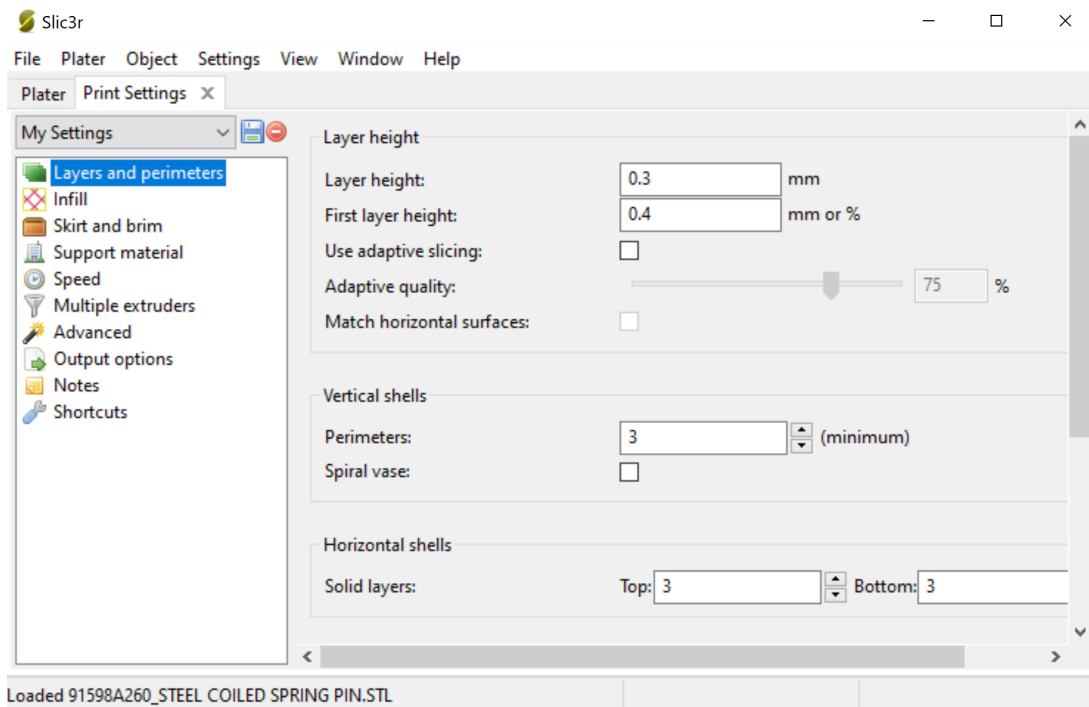 Slic3r
File Plater Object Settings View Window Help
Plater Print Settings
My Settings
Layers and perimeters
Infill
Skirt and brim
Support material
Speed
Multiple extruders
Advanced
Output options
Notes
Shortcuts
Layer height
Layer height: 0.3 mm
First layer height: 0.4 mm or %
Use adaptive slicing:
Adaptive quality: 75 %
Match horizontal surfaces:
Vertical shells
Perimeters: 3 (minimum)
Spiral vase:
Horizontal shells
Solid layers: Top: 3 Bottom: 3
Loaded 91598A260_STEEL COILED SPRING PIN.STL